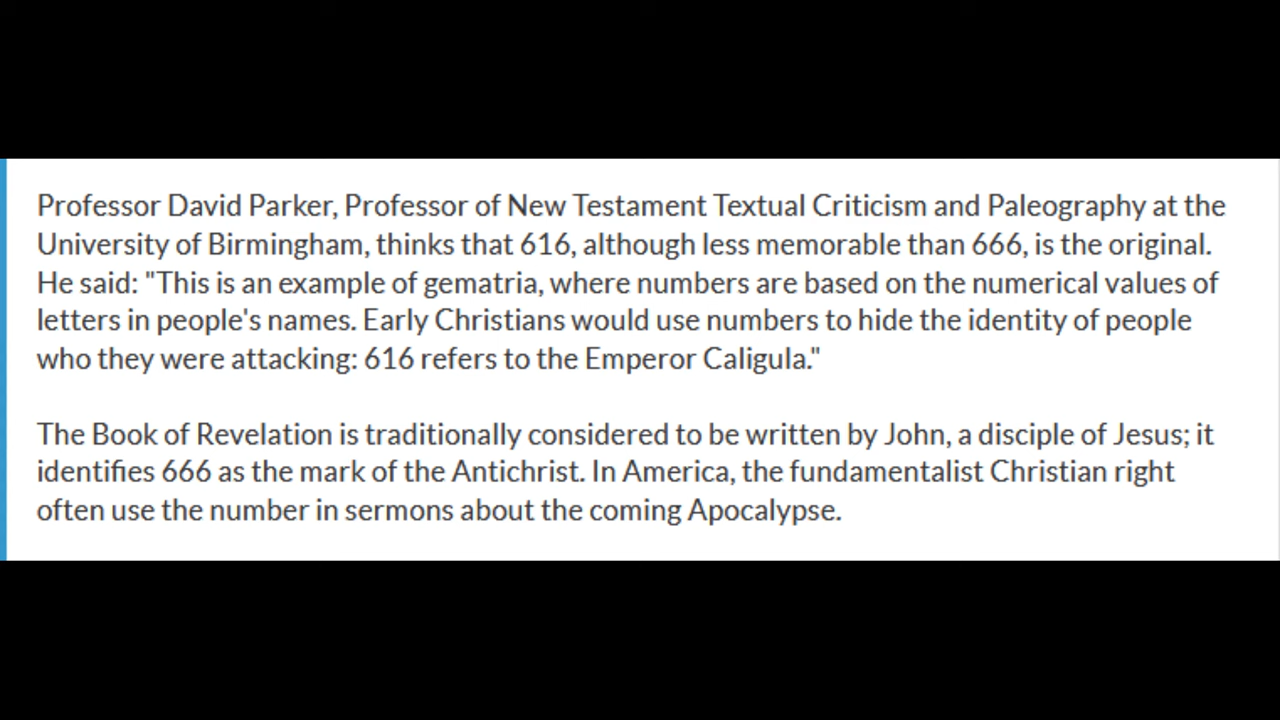 Professor David Parker, Professor of New Testament Textual Criticism and Paleography at the
University of Birmingham, thinks that 616, although less memorable than 666, is the original.
He said: "This is an example of gematria, where numbers are based on the numerical values of
letters in people's names. Early Christians would use numbers to hide the identity of people
who they were attacking: 616 refers to the Emperor Caligula."
The Book of Revelation is traditionally considered to be written by John, a disciple of Jesus; it
identifies 666 as the mark of the Antichrist. In America, the fundamentalist Christian right
often use the number in sermons about the coming Apocalypse.